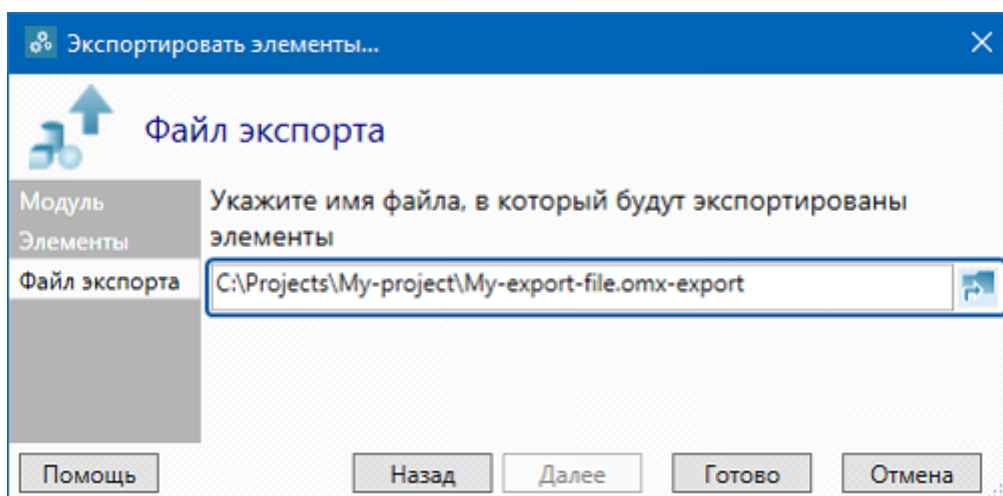 Экспортировать элементы...
Файл экспорта
Модуль
Элементы
Файл экспорта
Укажите имя файла, в который будут экспортированы
элементы
C:\Projects\My-project\My-export-file.omx-export
Помощь
Назад
Далее
Готово
Отмена